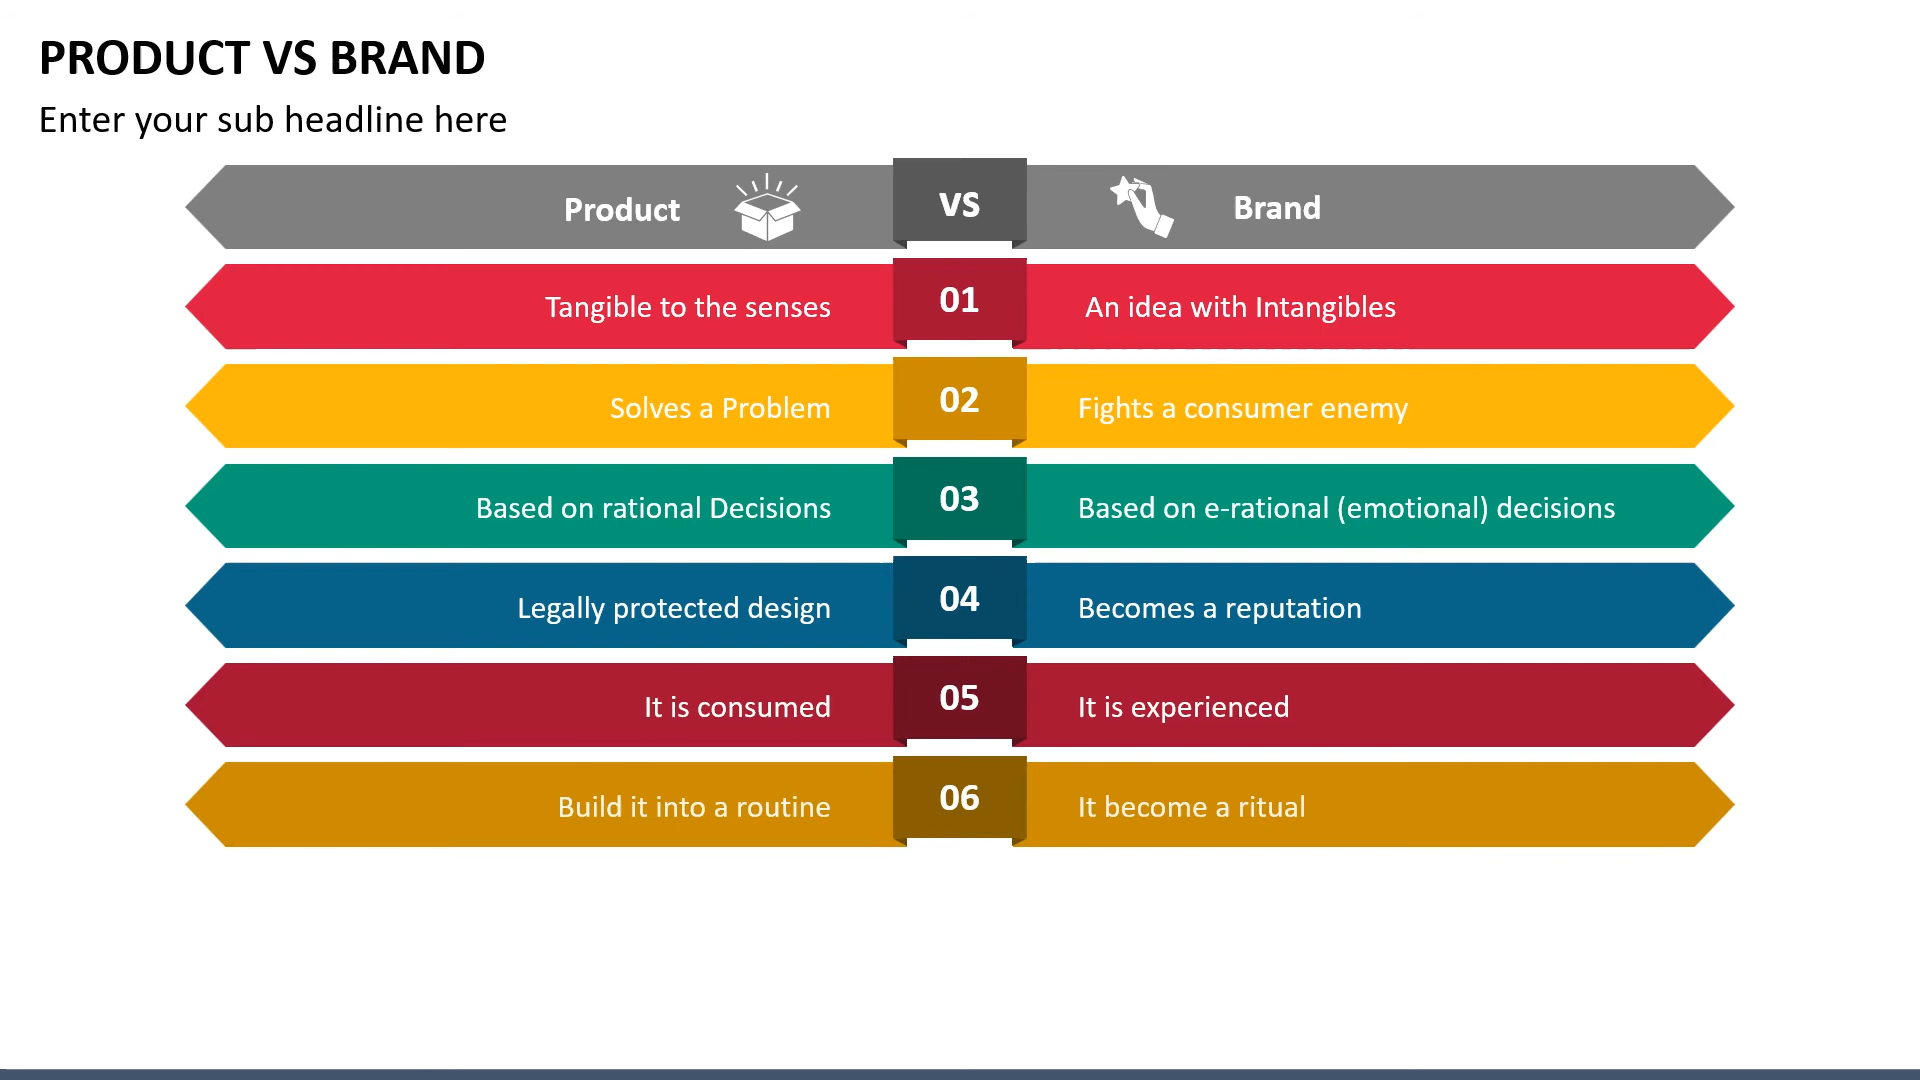 PRODUCT VS BRAND
Enter your sub headline here
Product VS Brand
Tangible to the senses 01 An idea with Intangibles
Solves a Problem 02 Fights a consumer enemy
Based on rational Decisions 03 Based on e-rational (emotional) decisions
Legally protected design 04 Becomes a reputation
It is consumed 05 It is experienced
Build it into a routine 06 It become a ritual